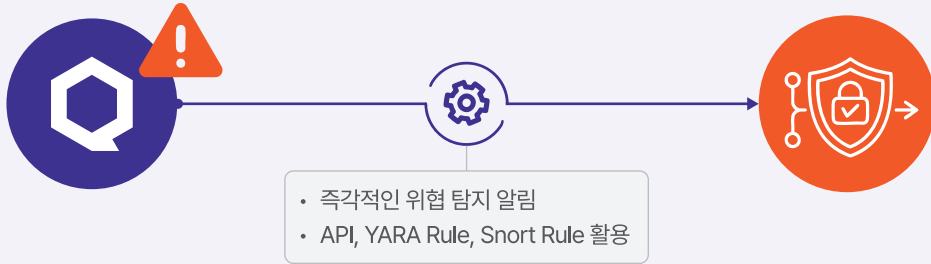 • 즉각적인 위협 탐지 알림
• API, YARA Rule, Snort Rule 활용